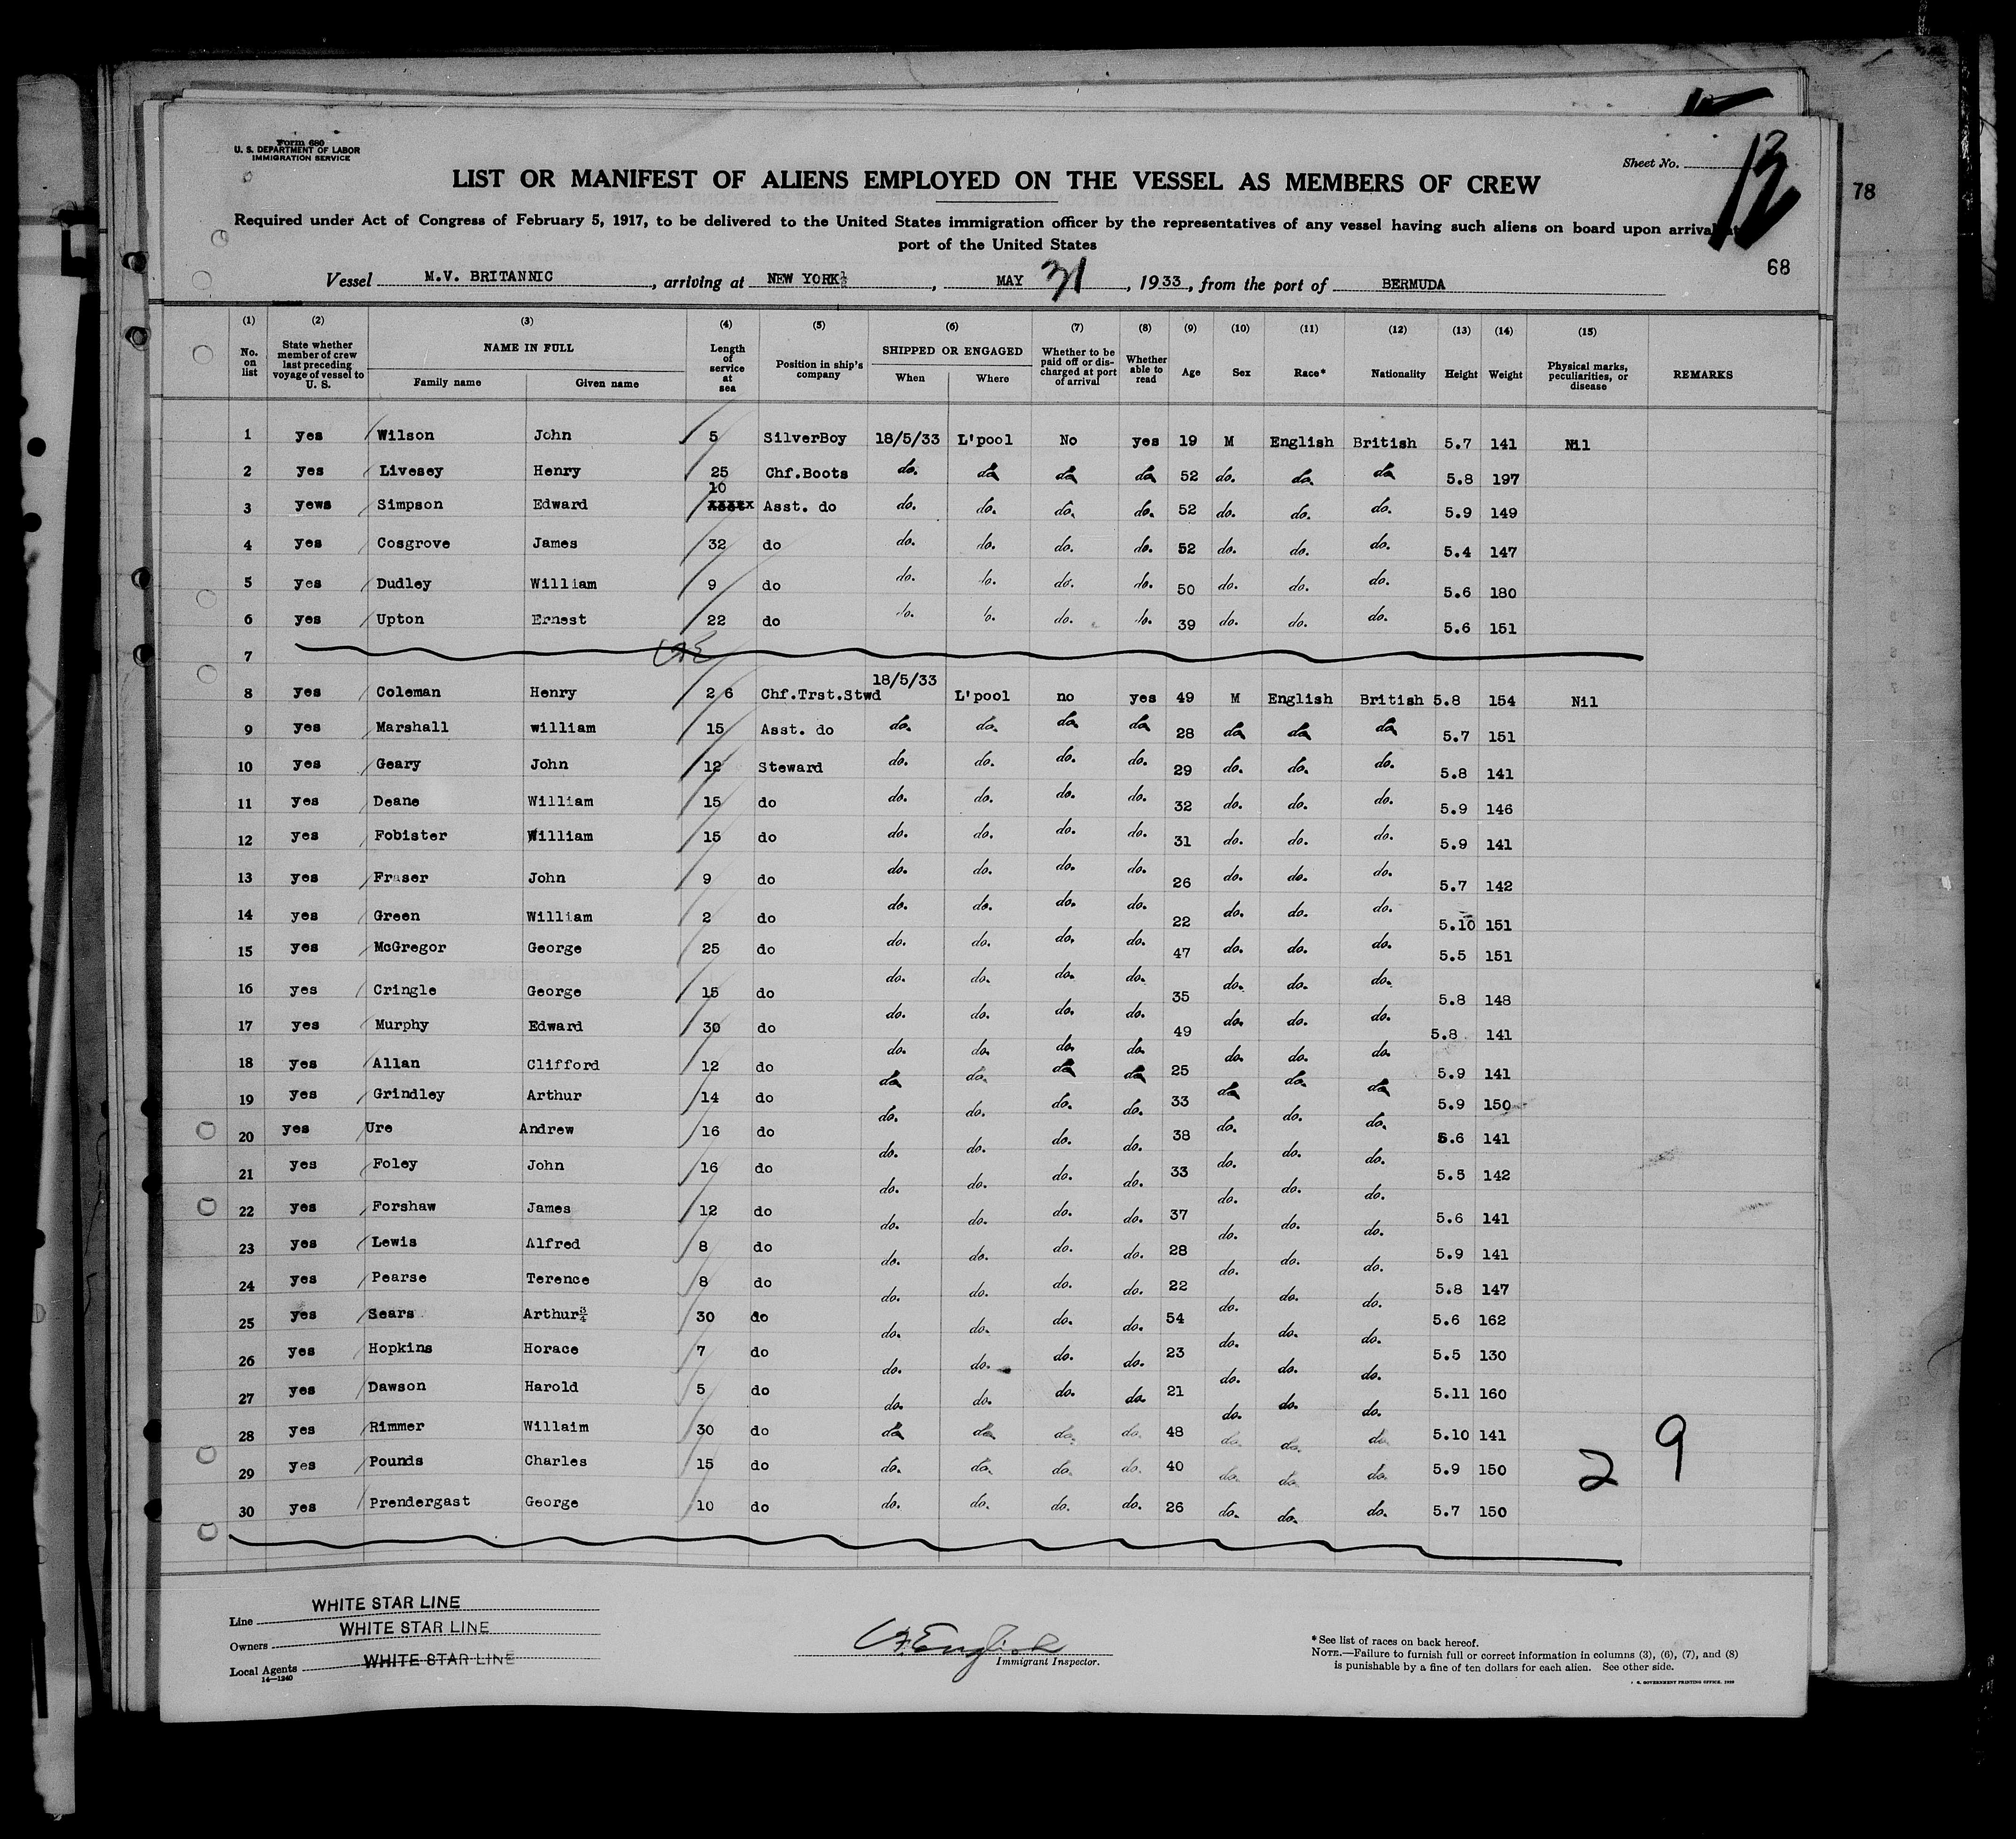 Form 680
U. S. DEPARTMENT OF LABOR
IMMIGRATION SERVICE
Sheet No.
12
LIST OR MANIFEST OF ALIENS EMPLOYED ON THE VESSEL AS MEMBERS OF CREW
78
Required under Act of Congress of February 5, 1917, to be delivered to the United States immigration officer by the representatives of any vessel having such aliens on board upon arrival at
port of the United States
68
Vessel M.V. BRITANNIC, arriving at NEW YORK½, MAY 31, 1933, from the port of BERMUDA
(1) (2) (3) (4) (5) (6) (7) (8) (9) (10) (11) (12) (13) (14) (15)
No. on list State whether member of crew last preceding voyage of vessel to U. S. NAME IN FULL Family name Given name Length of service at sea Position in ship's company SHIPPED OR ENGAGED When Where Whether to be paid off or discharged at port of arrival Whether able to read Age Sex Race* Nationality Height Weight Physical marks, peculiarities, or disease REMARKS
1 yes Wilson John 5 SilverBoy 18/5/33 L'pool No yes 19 M English British 5.7 141 Nil
2 yes Livesey Henry 25 Chf.Boots do. do do do 52 do. do. do 5.8 197
3 yews Simpson Edward 10 Asst. do do. do. do. do. 52 do. do. do. 5.9 149
4 yes Cosgrove James 32 do do. do. do. do. 52 do. do. do. 5.4 147
5 yes Dudley William 9 do do. do. do. do. 50 do. do. do. 5.6 180
6 yes Upton Ernest 22 do do. do. do. do. 39 do. do. do. 5.6 151
7
8 yes Coleman Henry 26 Chf.Trst.Stwd 18/5/33 L'pool no yes 49 M English British 5.8 154 Nil
9 yes Marshall william 15 Asst. do do. do. do do 28 do do do 5.7 151
10 yes Geary John 12 Steward do. do. do. do. 29 do. do. do. 5.8 141
11 yes Deane William 15 do do. do. do. do. 32 do. do. do. 5.9 146
12 yes Fobister William 15 do do. do. do. do. 31 do. do. do. 5.9 141
13 yes Fraser John 9 do do. do. do. do. 26 do. do. do. 5.7 142
14 yes Green William 2 do do. do. do. do. 22 do. do. do. 5.10 151
15 yes McGregor George 25 do do. do. do. do. 47 do. do. do. 5.5 151
16 yes Cringle George 15 do do. do. do. do. 35 do. do. do. 5.8 148
17 yes Murphy Edward 30 do do. do. do. do. 49 do. do. do. 5.8 141
18 yes Allan Clifford 12 do do. do. do. do. 25 do. do. do. 5.9 141
19 yes Grindley Arthur 14 do do do. do do 33 do do. do 5.9 150
20 yes Ure Andrew 16 do do. do. do. do. 38 do. do. do. 5.6 141
21 yes Foley John 16 do do. do. do. do. 33 do. do. do. 5.5 142
22 yes Forshaw James 12 do do. do. do. do. 37 do. do. do. 5.6 141
23 yes Lewis Alfred 8 do do. do. do. do. 28 do. do. do. 5.9 141
24 yes Pearse Terence 8 do do. do. do. do. 22 do. do. do. 5.8 147
25 yes Sears Arthur¾ 30 do do. do. do. do. 54 do. do. do. 5.6 162
26 yes Hopkins Horace 7 do do. do. do. do. 23 do. do. do. 5.5 130
27 yes Dawson Harold 5 do do. do. do. do. 21 do. do. do. 5.11 160
28 yes Rimmer Willaim 30 do do. do. do. do. 48 do. do. do. 5.10 141
29 yes Pounds Charles 15 do do. do. do. do. 40 do. do. do. 5.9 150
30 yes Prendergast George 10 do do. do. do. do. 26 do. do. do. 5.7 150
2 9
Line WHITE STAR LINE
Owners WHITE STAR LINE
Local Agents WHITE STAR LINE
14—1240
English
Immigrant Inspector.
* See list of races on back hereof.
NOTE.—Failure to furnish full or correct information in columns (3), (6), (7), and (8)
is punishable by a fine of ten dollars for each alien. See other side.